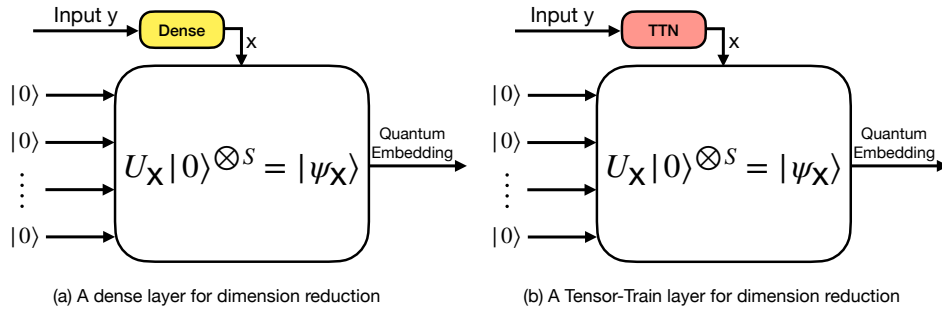 Input y
Dense
x
|0⟩
|0⟩
⋮
|0⟩
U_x|0⟩^{⊗S} = |ψ_x⟩
Quantum
Embedding
(a) A dense layer for dimension reduction
Input y
TTN
x
|0⟩
|0⟩
⋮
|0⟩
U_x|0⟩^{⊗S} = |ψ_x⟩
Quantum
Embedding
(b) A Tensor-Train layer for dimension reduction